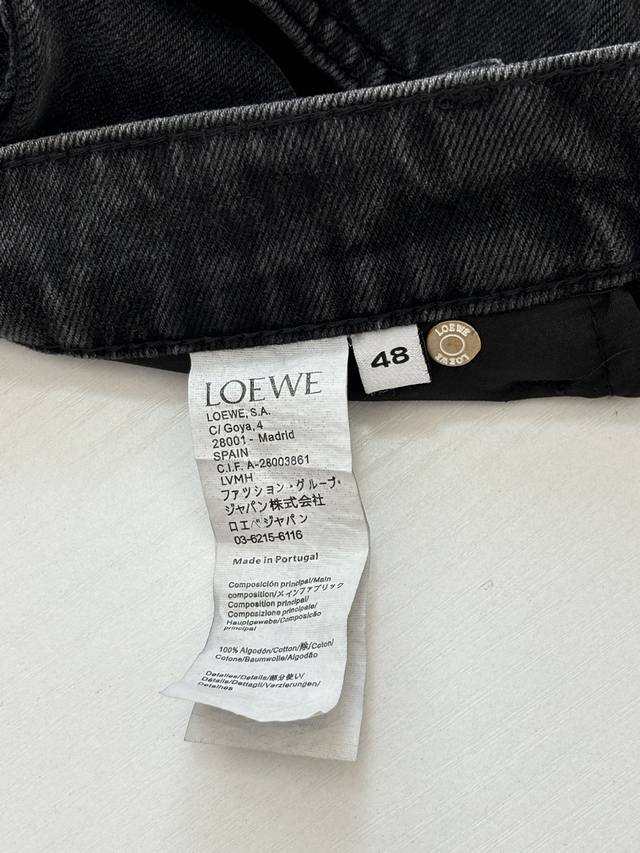 LOEWE
LOEWE, S.A.
C/ Goya, 4
28001 - Madrid
SPAIN
C.I.F. A-28003861
LVMH
ファッション・グループ・
ジャパン株式会社
ロエベジャパン
03-6215-6116
Made in Portugal
Composición principal/Main
composition/メインファブリック
Composition principal/
Composizione principale/
Hauptgewebe/Composição
principal
100% Algodón/Cotton/棉/Coton/
Cotone/Baumwolle/Algodão
Detalles/Details/部分使い/
Détails/Dettagli/Verzierungen/
Detalhes
48
LOEWE
LOEWE